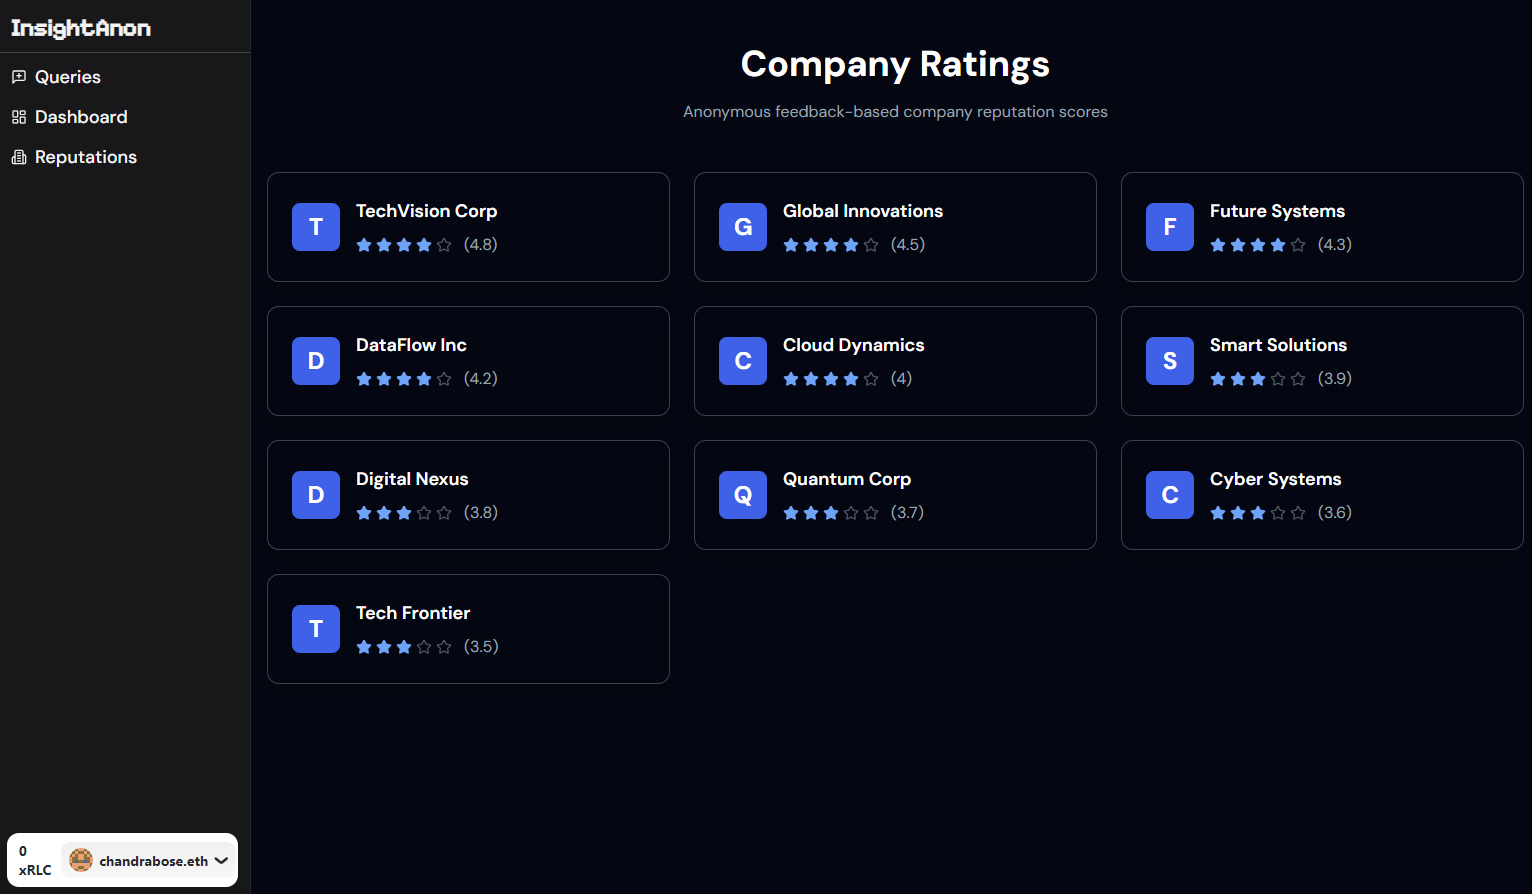 InsightAnon
Queries
Dashboard
Reputations
0
xRLC
chandrabose.eth
Company Ratings
Anonymous feedback-based company reputation scores
T
TechVision Corp
(4.8)
G
Global Innovations
(4.5)
F
Future Systems
(4.3)
D
DataFlow Inc
(4.2)
C
Cloud Dynamics
(4)
S
Smart Solutions
(3.9)
D
Digital Nexus
(3.8)
Q
Quantum Corp
(3.7)
C
Cyber Systems
(3.6)
T
Tech Frontier
(3.5)